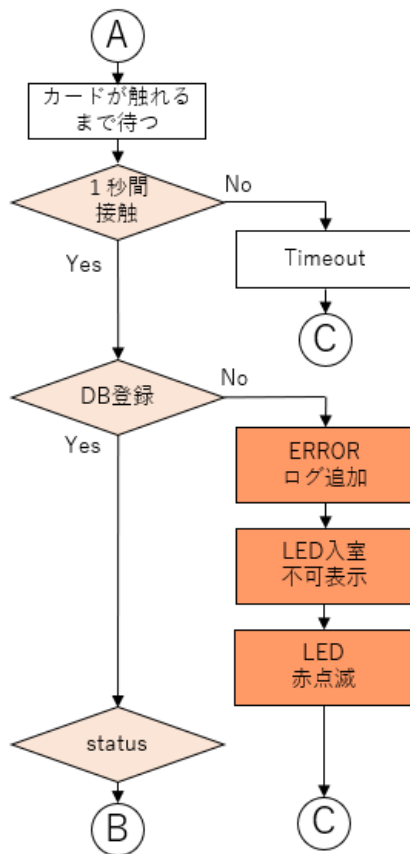 A
カードが触れる
まで待つ
１秒間
接触
No
Yes
Timeout
C
DB登録
No
Yes
ERROR
ログ追加
LED入室
不可表示
LED
赤点滅
status
B
C